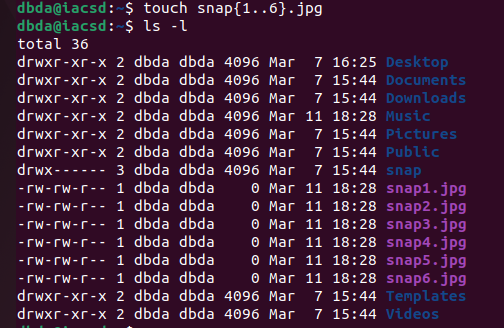 dbda@iacsd:~$ touch snap{1..6}.jpg
dbda@iacsd:~$ ls -l
total 36
drwxr-xr-x 2 dbda dbda 4096 Mar  7 16:25 Desktop
drwxr-xr-x 2 dbda dbda 4096 Mar  7 15:44 Documents
drwxr-xr-x 2 dbda dbda 4096 Mar  7 15:44 Downloads
drwxr-xr-x 2 dbda dbda 4096 Mar 11 18:28 Music
drwxr-xr-x 2 dbda dbda 4096 Mar  7 15:44 Pictures
drwxr-xr-x 2 dbda dbda 4096 Mar  7 15:44 Public
drwx------ 3 dbda dbda 4096 Mar  7 15:44 snap
-rw-rw-r-- 1 dbda dbda    0 Mar 11 18:28 snap1.jpg
-rw-rw-r-- 1 dbda dbda    0 Mar 11 18:28 snap2.jpg
-rw-rw-r-- 1 dbda dbda    0 Mar 11 18:28 snap3.jpg
-rw-rw-r-- 1 dbda dbda    0 Mar 11 18:28 snap4.jpg
-rw-rw-r-- 1 dbda dbda    0 Mar 11 18:28 snap5.jpg
-rw-rw-r-- 1 dbda dbda    0 Mar 11 18:28 snap6.jpg
drwxr-xr-x 2 dbda dbda 4096 Mar  7 15:44 Templates
drwxr-xr-x 2 dbda dbda 4096 Mar  7 15:44 Videos
dbda@iacsd:~$